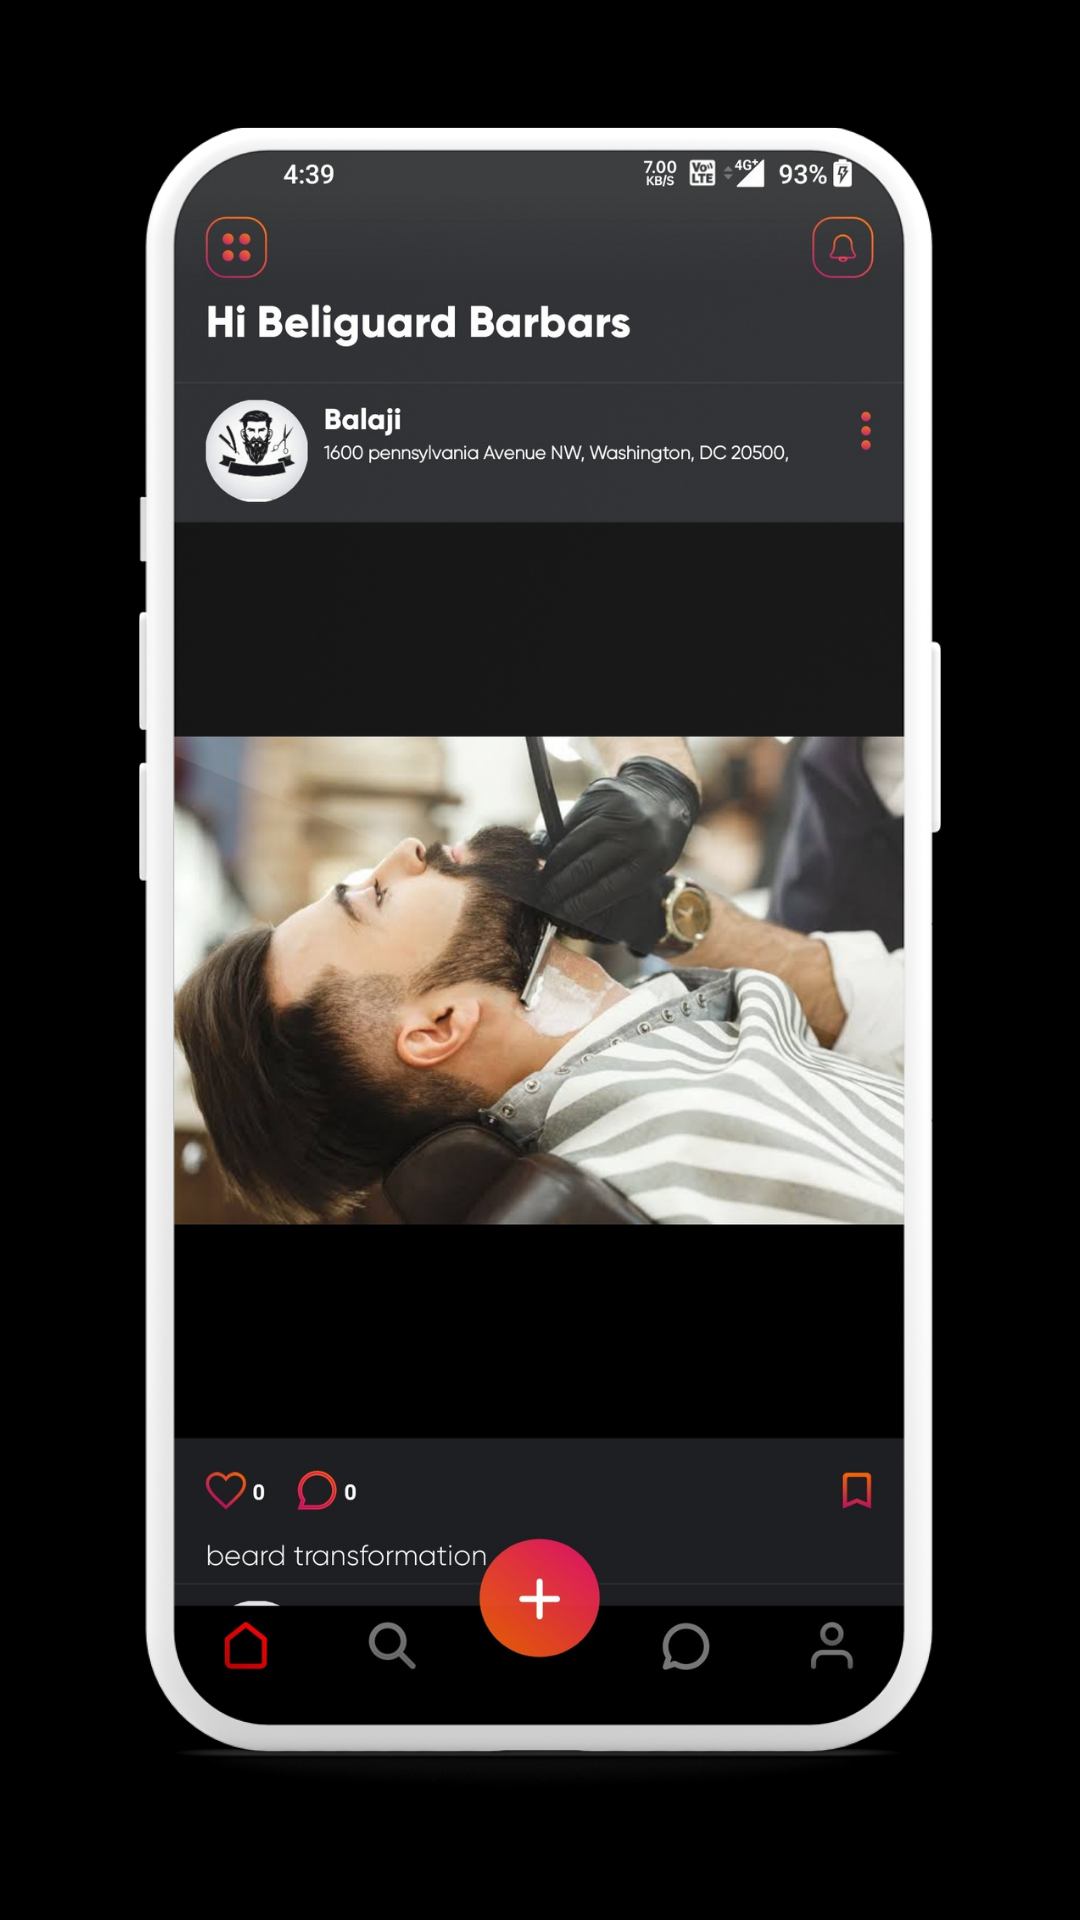 4:39
7.00
KB/S
Vo
LTE
4G+
93%
Hi Beliguard Barbars
Balaji
1600 pennsylvania Avenue NW, Washington, DC 20500,
0
0
beard transformation